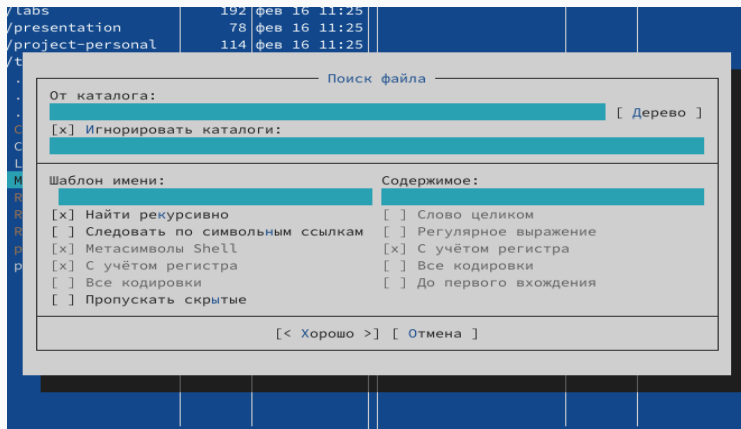 /labs 192 фев 16 11:25
/presentation 78 фев 16 11:25
/project-personal 114 фев 16 11:25
/t
Поиск файла
От каталога:
[ Дерево ]
[x] Игнорировать каталоги:
Шаблон имени: Содержимое:
[x] Найти рекурсивно [ ] Слово целиком
[ ] Следовать по символьным ссылкам [ ] Регулярное выражение
[x] Метасимволы Shell [x] С учётом регистра
[x] С учётом регистра [ ] Все кодировки
[ ] Все кодировки [ ] До первого вхождения
[ ] Пропускать скрытые
[< Хорошо >] [ Отмена ]